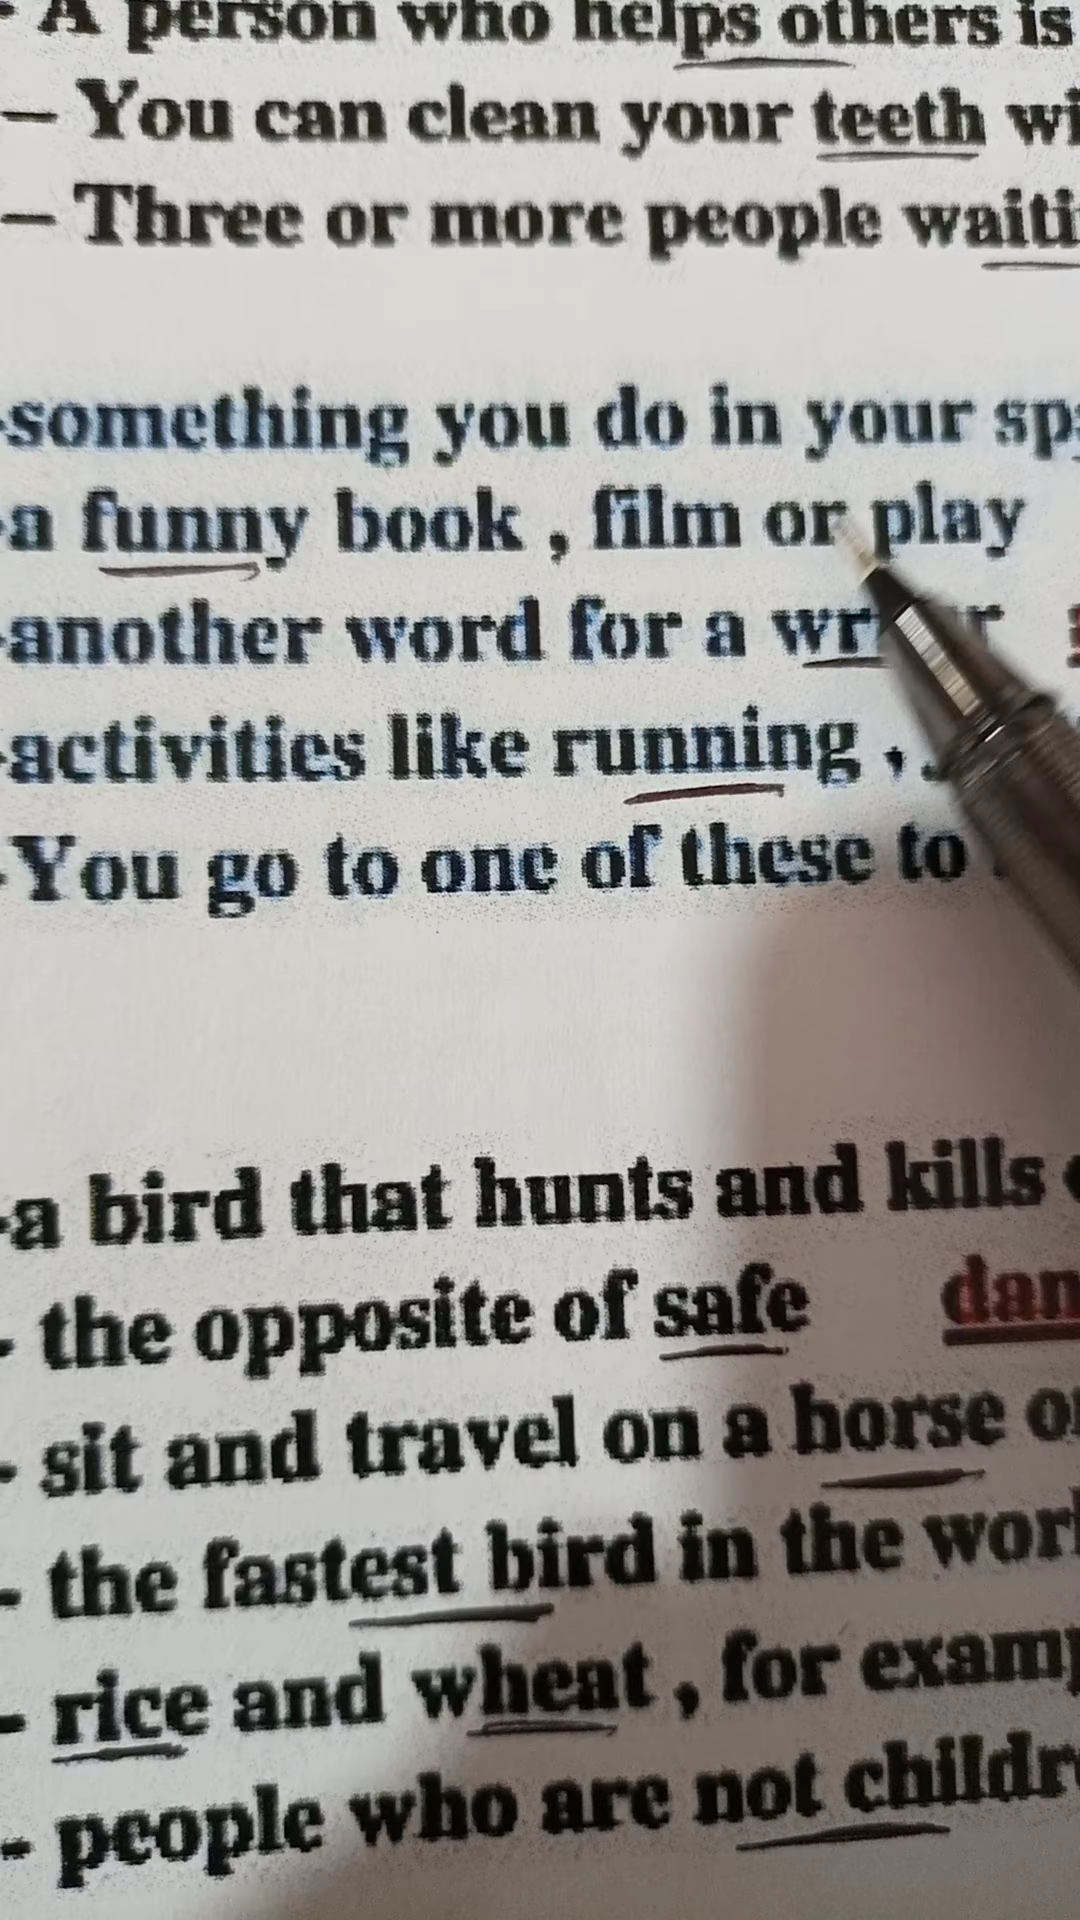 - A person who helps others is
– You can clean your teeth wi
– Three or more people waiti
-something you do in your sp
-a funny book , film or play
-another word for a wr
-activities like running ,
-You go to one of these to
-a bird that hunts and kills
- the opposite of safe dan
- sit and travel on a horse or
- the fastest bird in the worl
- rice and wheat , for examp
- people who are not childre